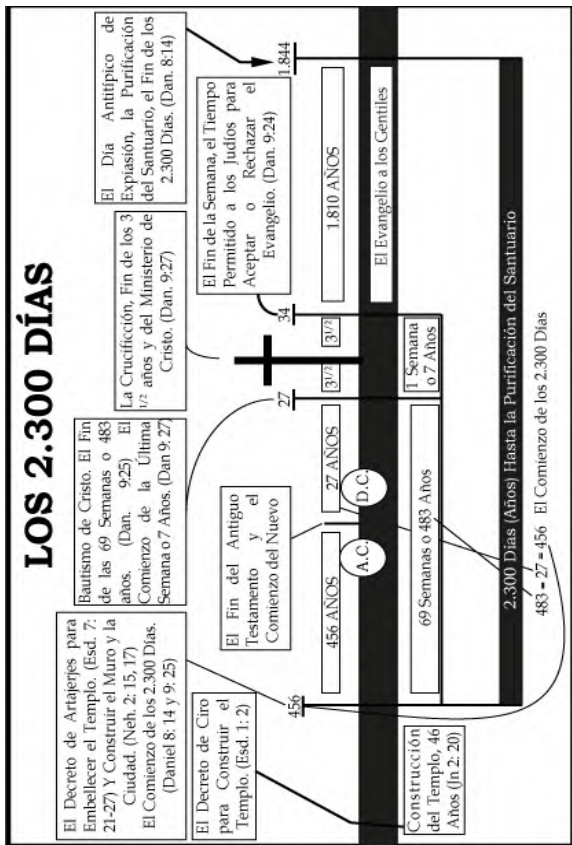 LOS 2.300 DÍAS
El Decreto de Artajerjes para
Embellecer el Templo. (Esd. 7:
21-27) Y Construir el Muro y la
Ciudad. (Neh. 2: 15, 17)
El Comienzo de los 2.300 Días.
(Daniel 8: 14 y 9: 25)
El Decreto de Ciro
para Construir el
Templo. (Esd. 1: 2)
Bautismo de Cristo. El Fin
de las 69 Semanas o 483
años. (Dan. 9:25) El
Comienzo de la Última
Semana o 7 Años. (Dan 9: 27)
La Crucificción, Fin de los 3
1/2 años y del Ministerio de
Cristo. (Dan. 9:27)
El Día Antitípico de
Expiasión, la Purificación
del Santuario, el Fin de los
2.300 Días. (Dan. 8:14)
El Fin de la Semana, el Tiempo
Permitido a los Judíos para
Aceptar o Rechazar el
Evangelio. (Dan. 9:24)
El Fin del Antiguo
Testamento y el
Comienzo del Nuevo
456
27
34
1.844
456 AÑOS
27 AÑOS
3 1/2
3 1/2
1.810 AÑOS
A.C.
D.C.
El Evangelio a los Gentiles
Construcción
del Templo, 46
Años (Jn 2: 20)
69 Semanas o 483 Años
1 Semana
o 7 Años
2.300 Días (Años) Hasta la Purificación del Santuario
483 - 27 = 456 El Comienzo de los 2.300 Días